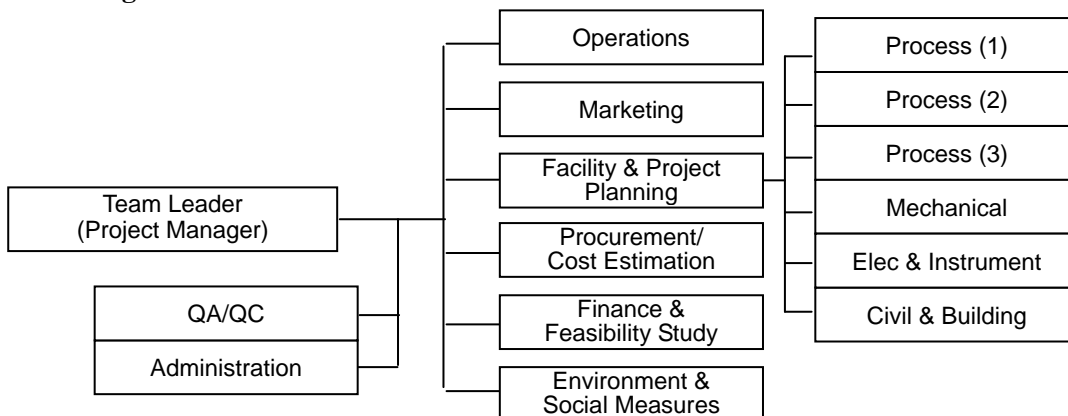 Team Leader
(Project Manager)
QA/QC
Administration
Operations
Marketing
Facility & Project
Planning
Procurement/
Cost Estimation
Finance &
Feasibility Study
Environment &
Social Measures
Process (1)
Process (2)
Process (3)
Mechanical
Elec & Instrument
Civil & Building